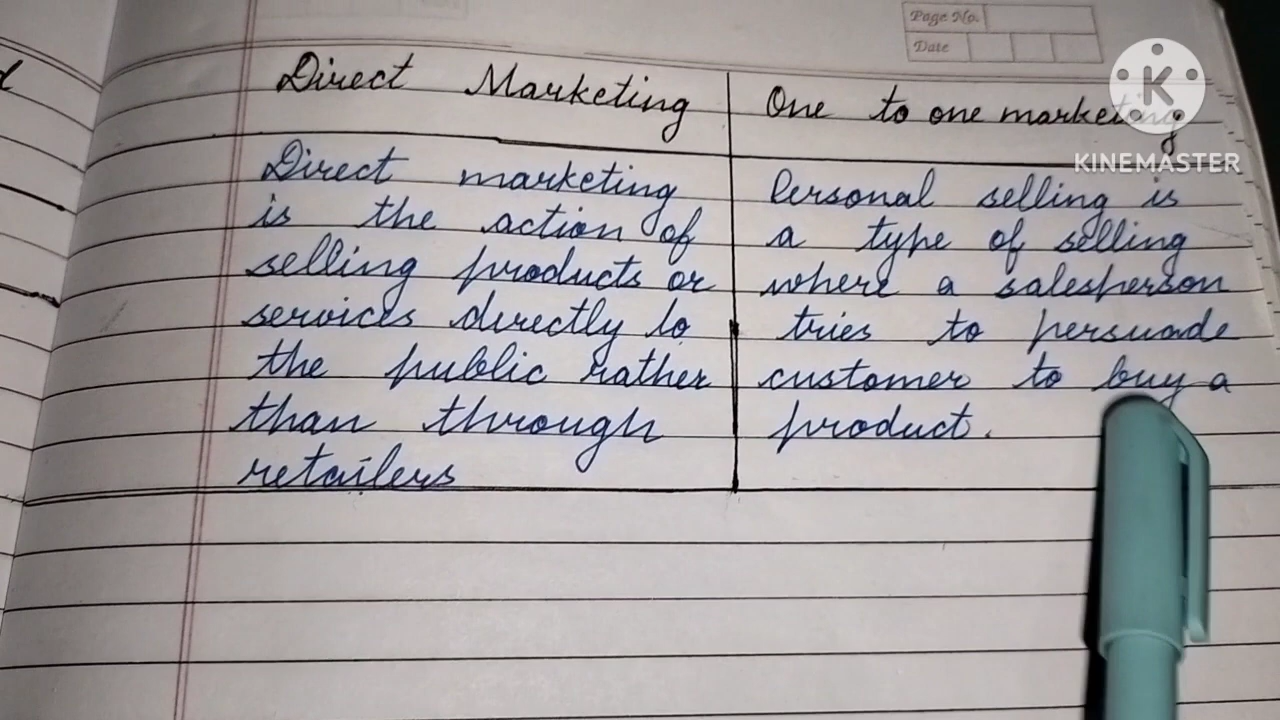 Page No.
Date
K
KINEMASTER
Direct Marketing
One to one marketing
Direct marketing
is the action of
selling products or
services directly to
the public rather
than through
retailers
Personal selling is
a type of selling
where a salesperson
tries to persuade
customer to buy a
product.